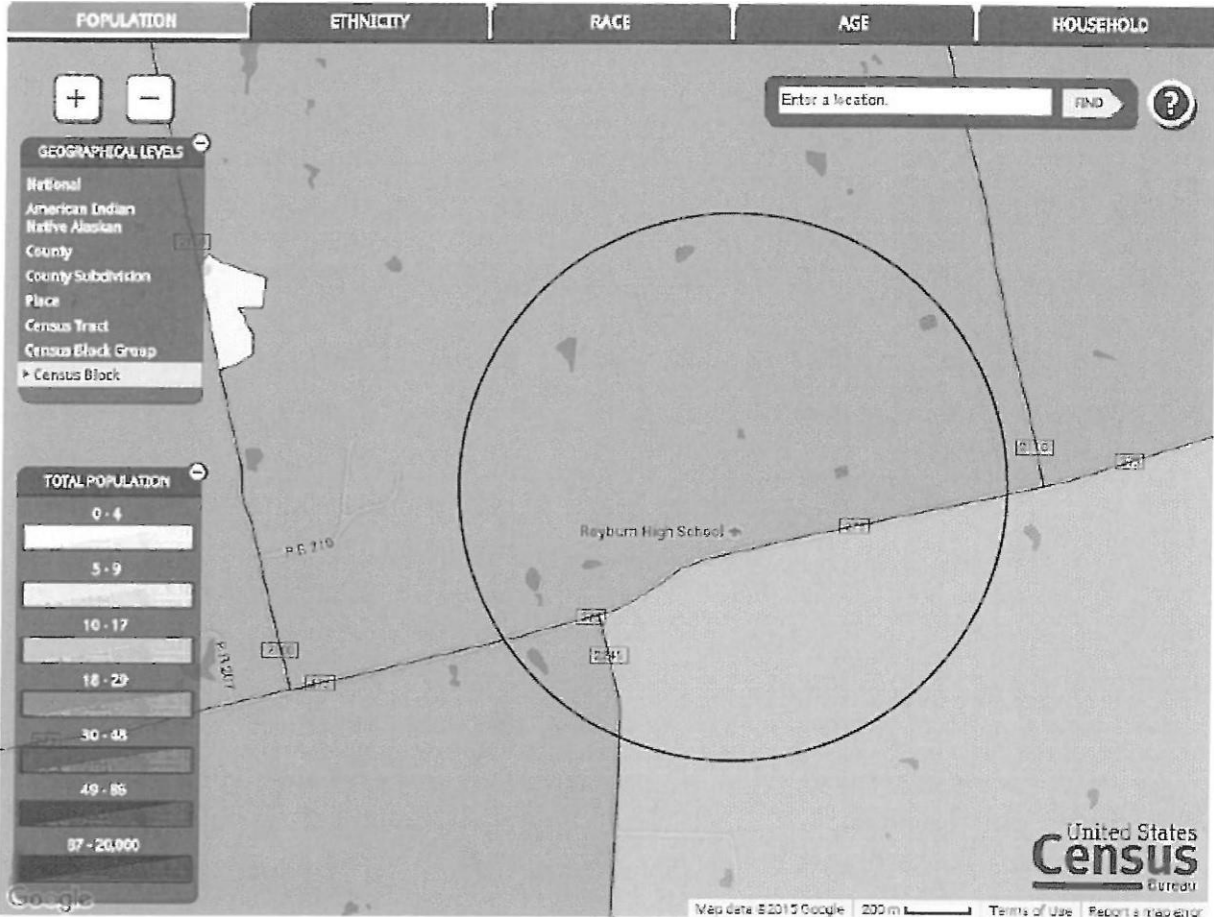 POPULATION
ETHNICITY
RACE
AGE
HOUSEHOLD
+
−
Enter a location.
FIND
?
GEOGRAPHICAL LEVELS
National
American Indian
Native Alaskan
County
County Subdivision
Place
Census Tract
Census Block Group
Census Block
TOTAL POPULATION
0 - 4
5 - 9
10 - 17
18 - 29
30 - 48
49 - 86
87 - 20,000
Rayburn High School
United States
Census
Bureau
Google
Map data ©2015 Google
200 m
Terms of Use
Report a map error